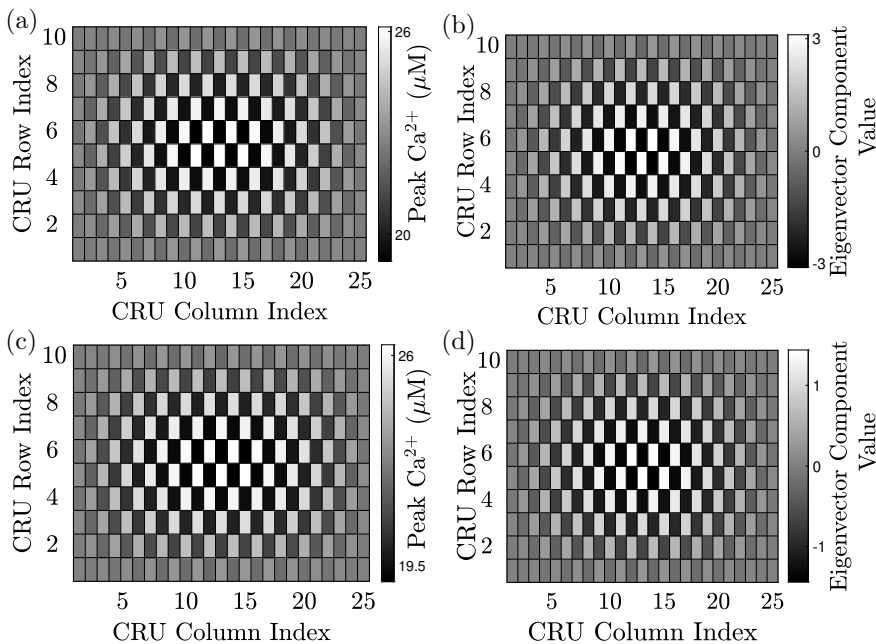 (a)
10
8
6
4
2
CRU Row Index
5 10 15 20 25
CRU Column Index
26
20
Peak Ca²⁺ (μM)
(b)
10
8
6
4
2
CRU Row Index
5 10 15 20 25
CRU Column Index
3
0
-3
Eigenvector Component
Value
(c)
10
8
6
4
2
CRU Row Index
5 10 15 20 25
CRU Column Index
26
19.5
Peak Ca²⁺ (μM)
(d)
10
8
6
4
2
CRU Row Index
5 10 15 20 25
CRU Column Index
1
0
-1
Eigenvector Component
Value